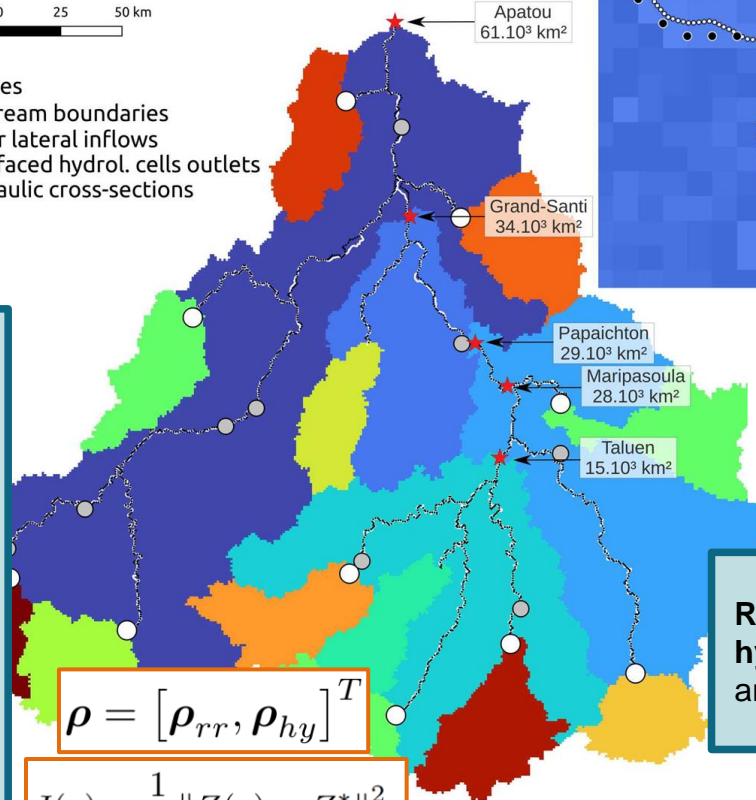 25
50 km
Apatou
61.10³ km²
ream boundaries
r lateral inflows
faced hydrol. cells outlets
aulic cross-sections
Grand-Santi
34.10³ km²
Papaichton
29.10³ km²
Maripasoula
28.10³ km²
Taluen
15.10³ km²
R
hy
ar
ρ = [ρ_rr, ρ_hy]^T
1